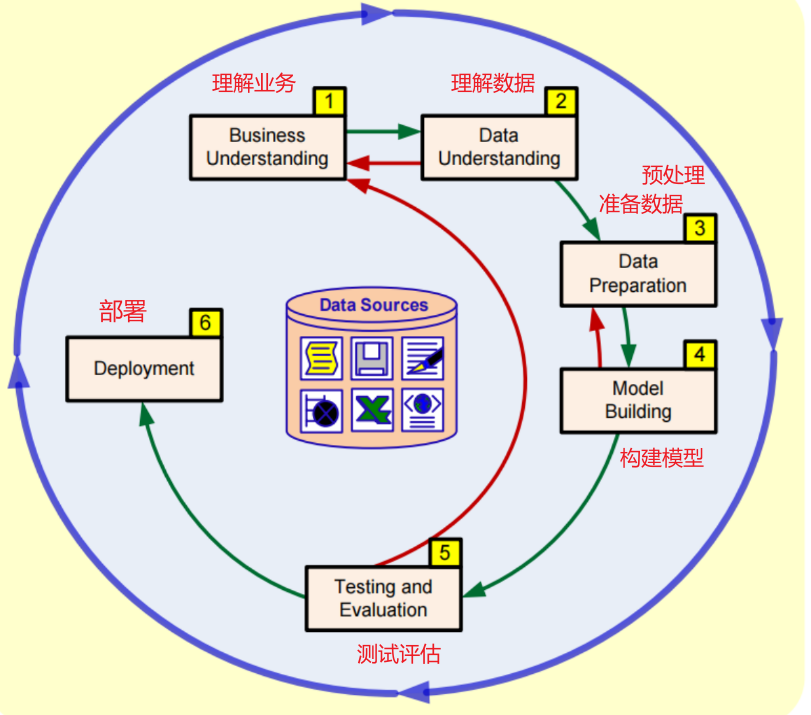 理解业务
1
Business
Understanding
理解数据
2
Data
Understanding
预处理
准备数据
3
Data
Preparation
4
Model
Building
构建模型
5
Testing and
Evaluation
测试评估
部署
6
Deployment
Data Sources